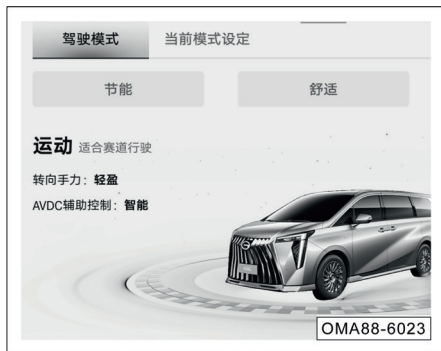 驾驶模式 当前模式设定
节能 舒适
运动 适合赛道行驶
转向手力：轻盈
AVDC辅助控制：智能
OMA88-6023